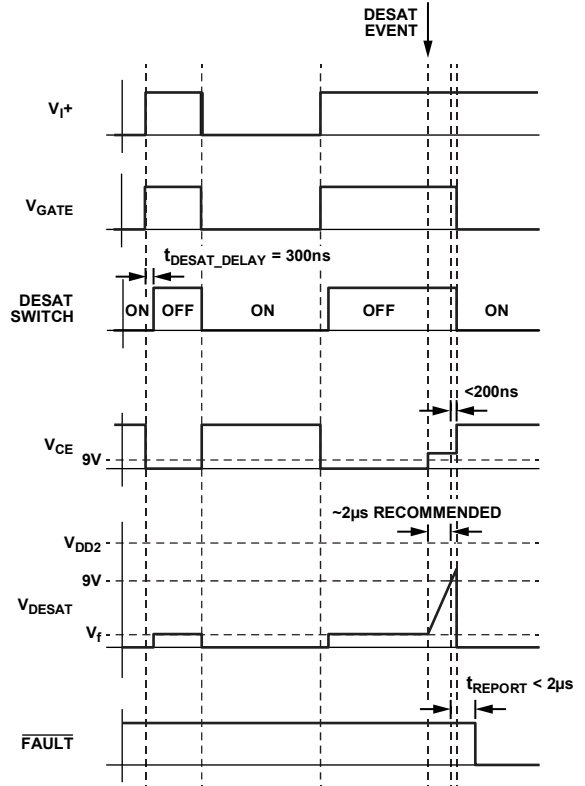 DESAT
EVENT
VI+
VGATE
tDESAT_DELAY = 300ns
DESAT
SWITCH
ON
OFF
ON
OFF
ON
<200ns
VCE
9V
~2µs RECOMMENDED
VDD2
9V
VDESAT
Vf
tREPORT < 2µs
FAULT